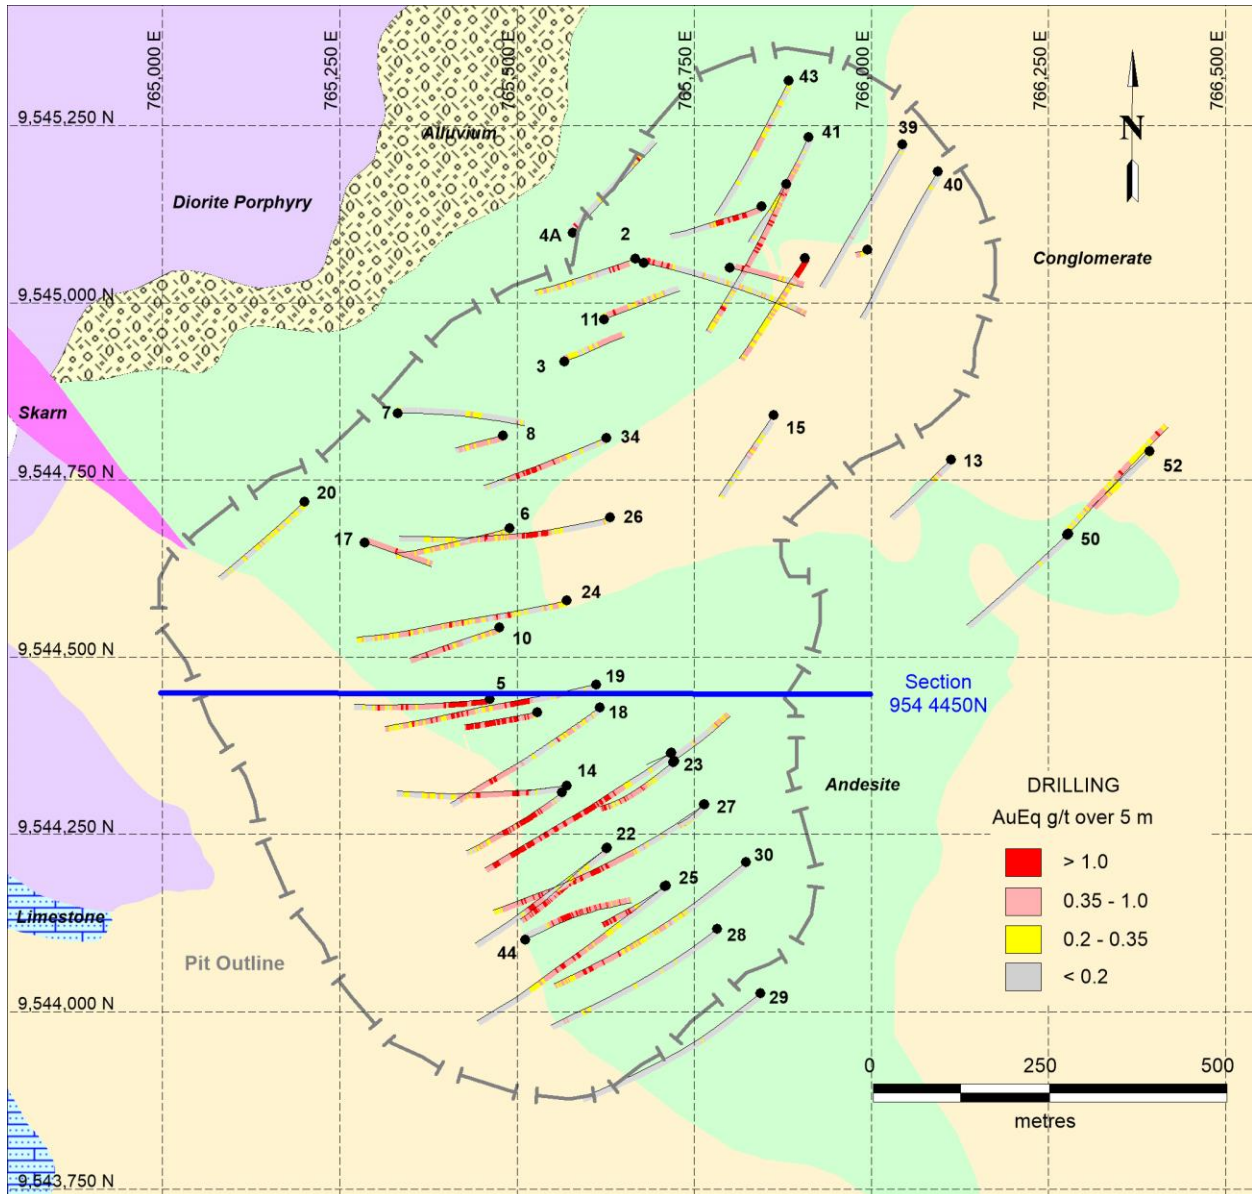 765,000 E
765,250 E
765,500 E
765,750 E
766,000 E
766,250 E
766,500 E
43
N
9,545,250 N
Alluvium
41
39
40
Diorite Porphyry
4A
2
Conglomerate
9,545,000 N
11
3
Skarn
7
8
34
15
13
52
9,544,750 N
20
6
26
17
50
24
10
9,544,500 N
19
5
Section
954 4450N
18
23
14
Andesite
DRILLING
27
AuEq g/t over 5 m
9,544,250 N
22
30
> 1.0
25
0.35 - 1.0
Limestone
28
0.2 - 0.35
44
Pit Outline
< 0.2
29
9,544,000 N
0
250
500
metres
9,543,750 N